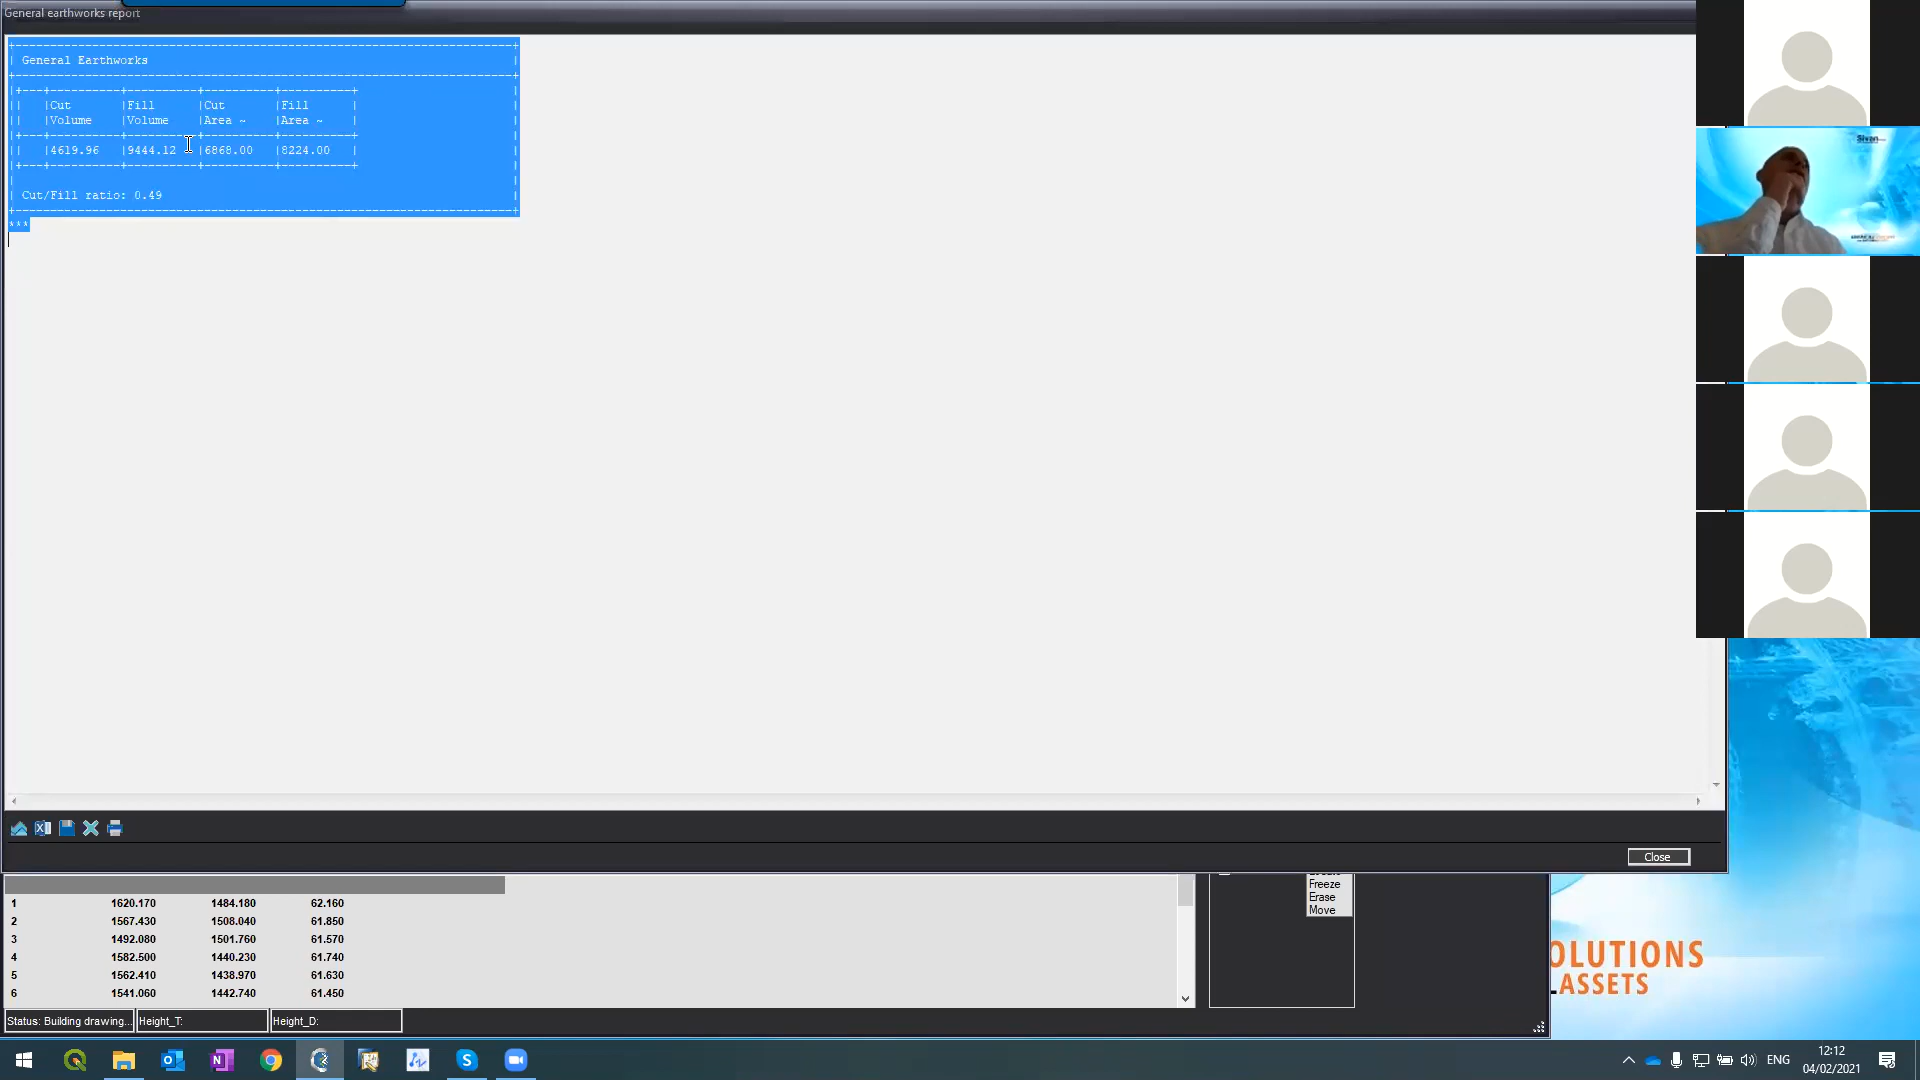 General earthworks report
General Earthworks
Cut Fill Cut Fill
Volume Volume Area ~ Area ~
4619.96 9444.12 6868.00 8224.00
Cut/Fill ratio: 0.49
***
Sivan
Close
Freeze
Erase
Move
1 1620.170 1484.180 62.160
2 1567.430 1508.040 61.850
3 1492.080 1501.760 61.570
4 1582.500 1440.230 61.740
5 1562.410 1438.970 61.630
6 1541.060 1442.740 61.450
OLUTIONS
LASSETS
Status: Building drawing... Height_T: Height_D:
ENG
12:12
04/02/2021